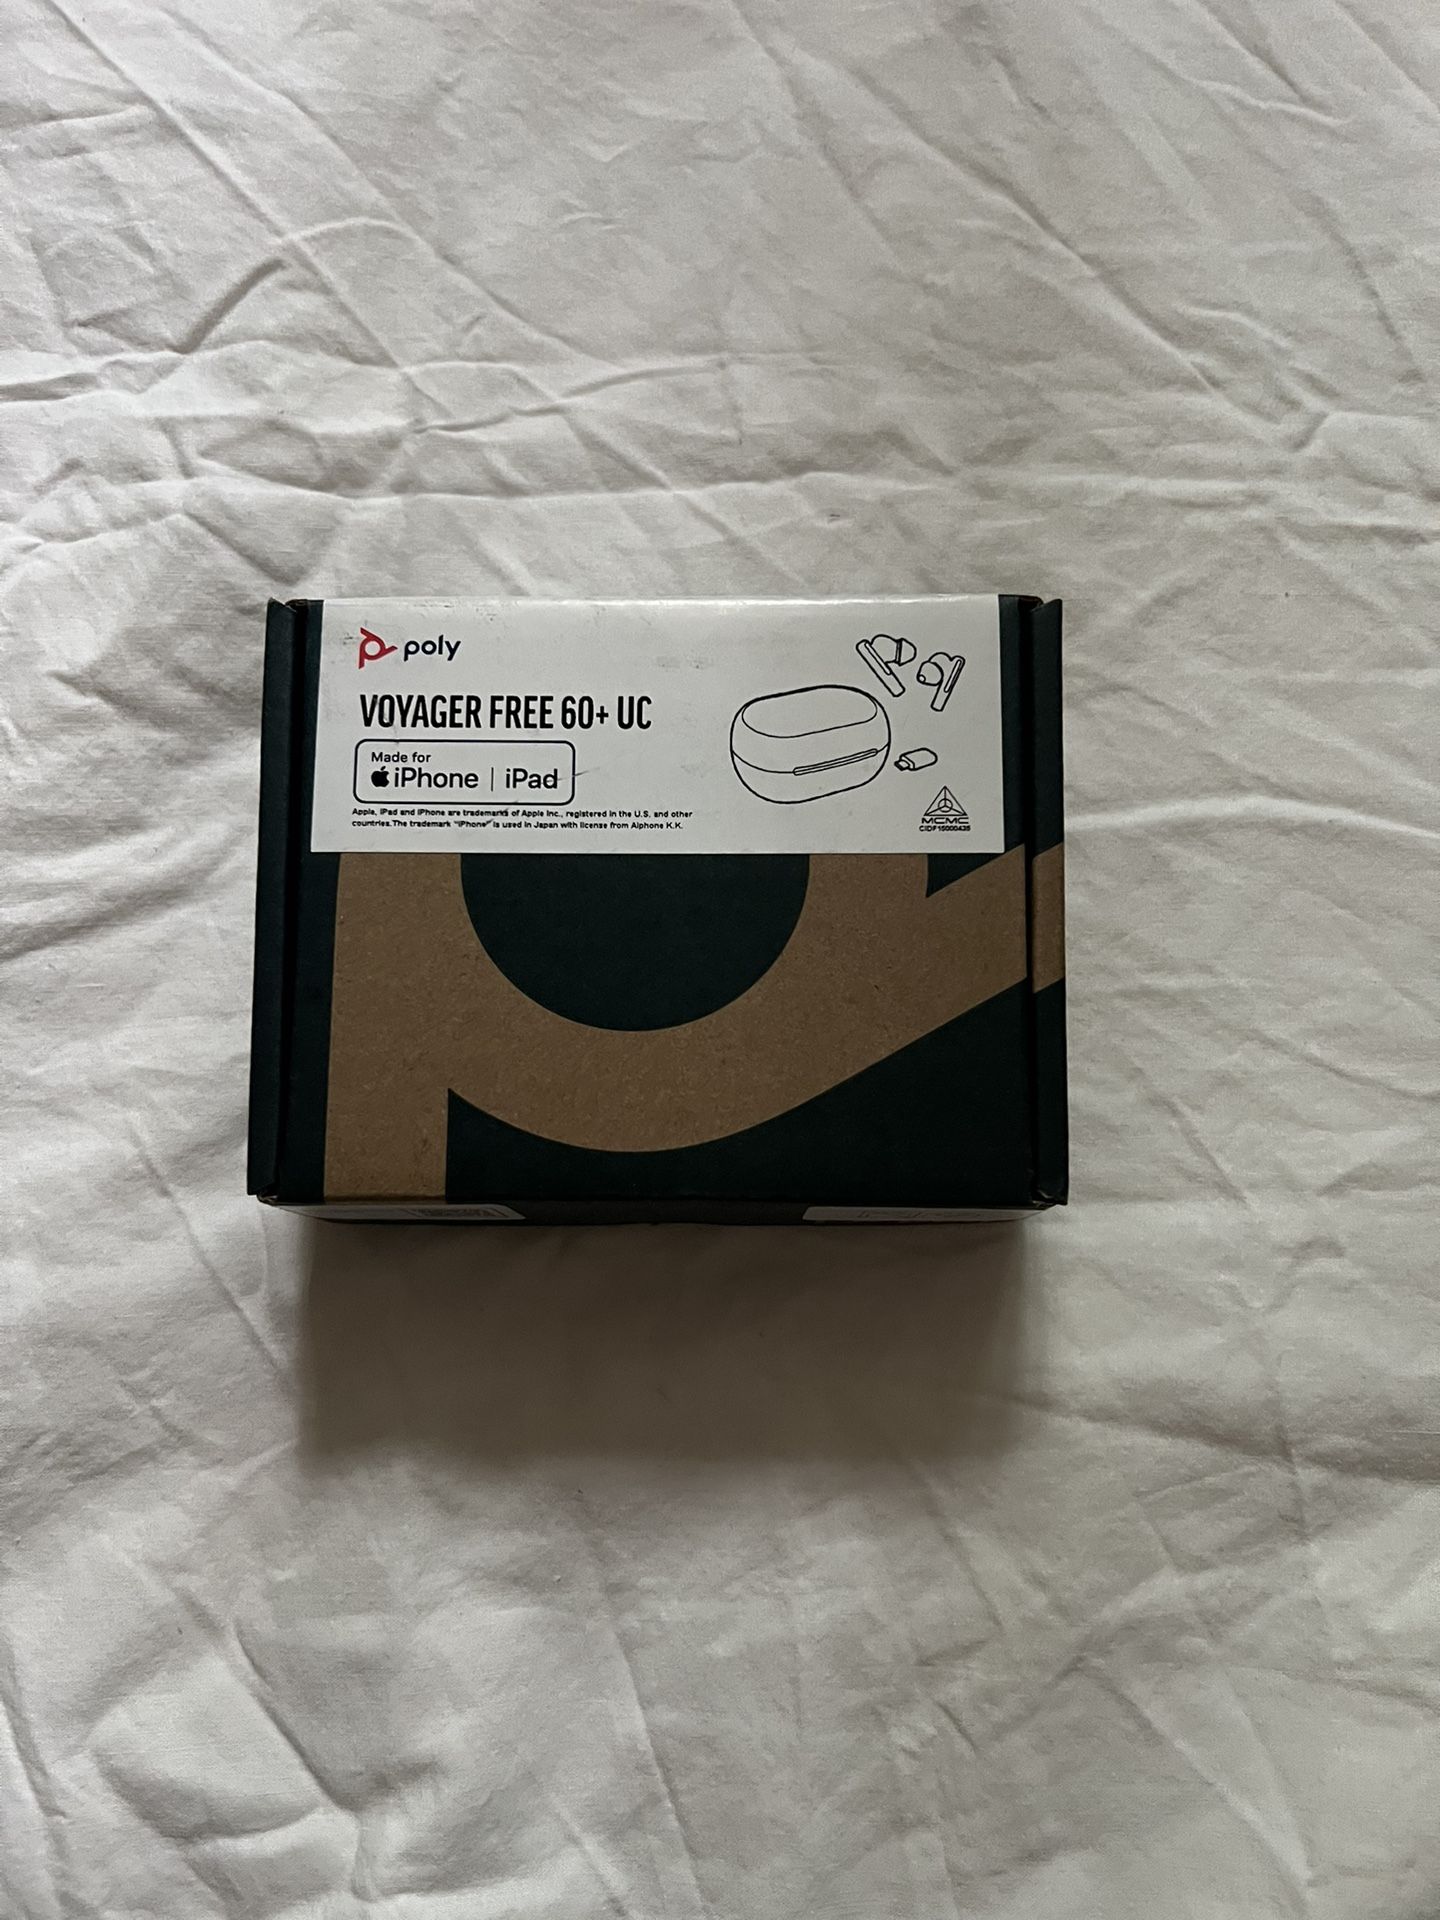 poly
VOYAGER FREE 60+ UC
Made for
iPhone | iPad
Apple, iPad and iPhone are trademarks of Apple Inc., registered in the U.S. and other
countries. The trademark "iPhone" is used in Japan with license from Aiphone K.K.
MCMC
CIDF15000435